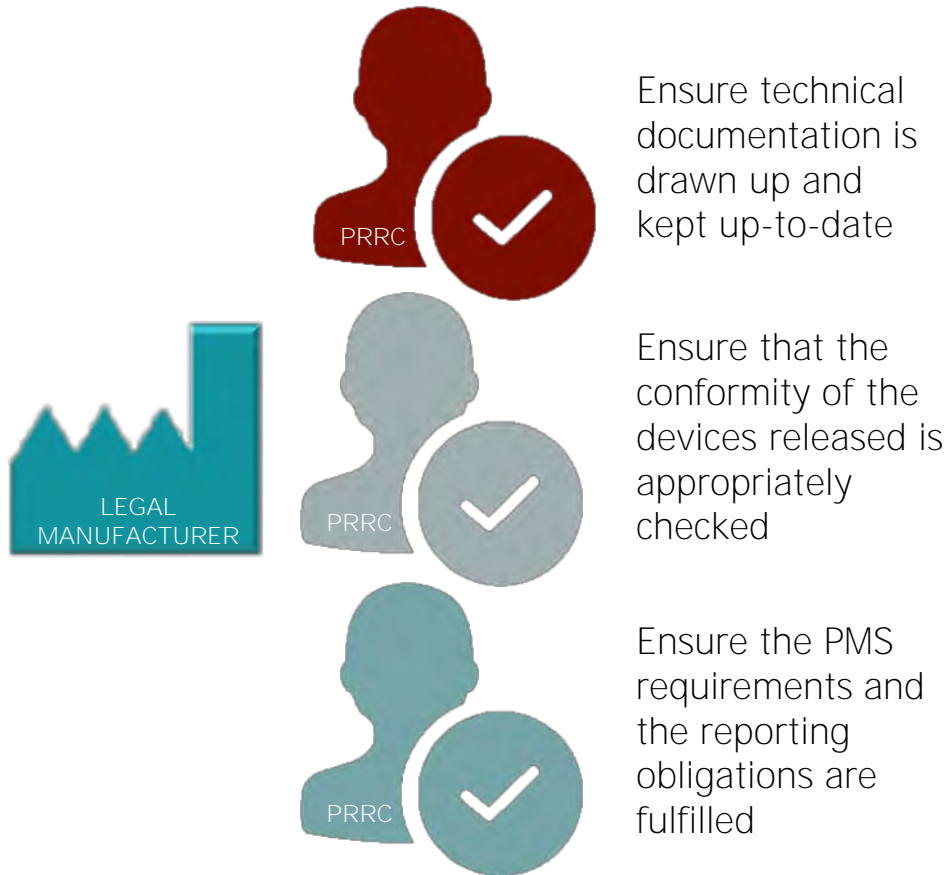 PRRC
Ensure technical
documentation is
drawn up and
kept up-to-date
LEGAL
MANUFACTURER
PRRC
Ensure that the
conformity of the
devices released is
appropriately
checked
PRRC
Ensure the PMS
requirements and
the reporting
obligations are
fulfilled